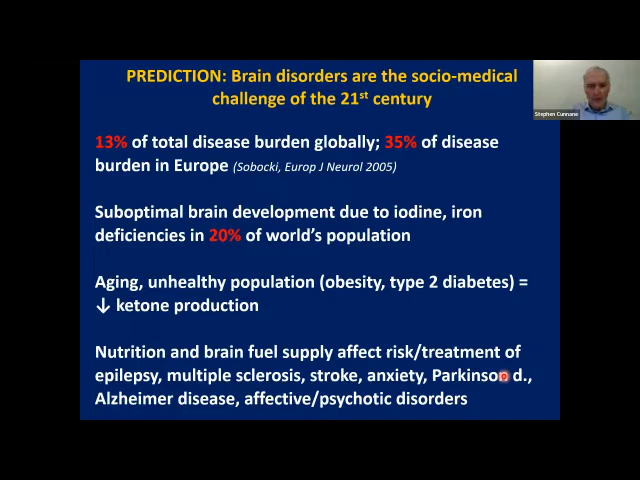 PREDICTION: Brain disorders are the socio-medical
challenge of the 21st century
Stephen Cunnane
13% of total disease burden globally; 35% of disease
burden in Europe (Sobocki, Europ J Neurol 2005)
Suboptimal brain development due to iodine, iron
deficiencies in 20% of world's population
Aging, unhealthy population (obesity, type 2 diabetes) =
↓ ketone production
Nutrition and brain fuel supply affect risk/treatment of
epilepsy, multiple sclerosis, stroke, anxiety, Parkinson d.,
Alzheimer disease, affective/psychotic disorders